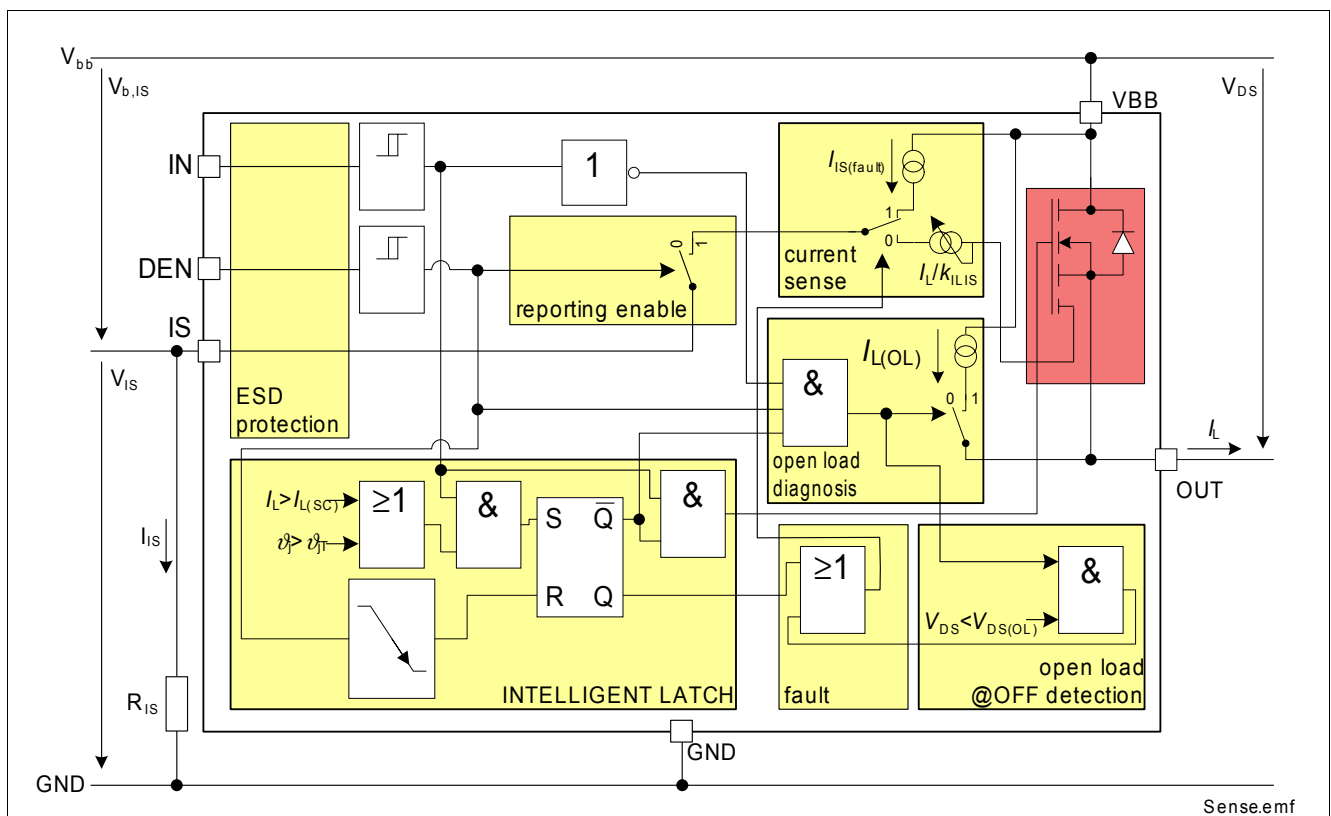 Vbb
Vb,IS
VDS
VBB
IN
1
IIS(fault)
1
0
current
sense
IL/kILIS
DEN
0
1
reporting enable
IS
VIS
ESD
protection
IL(OL)
&
0
1
open load
diagnosis
IL
OUT
IL>IL(SC)
≥1
ϑj>ϑjT
&
S
Q
R
Q
&
INTELLIGENT LATCH
≥1
fault
&
VDS<VDS(OL)
open load
@OFF detection
IIS
RIS
GND
GND
Sense.emf